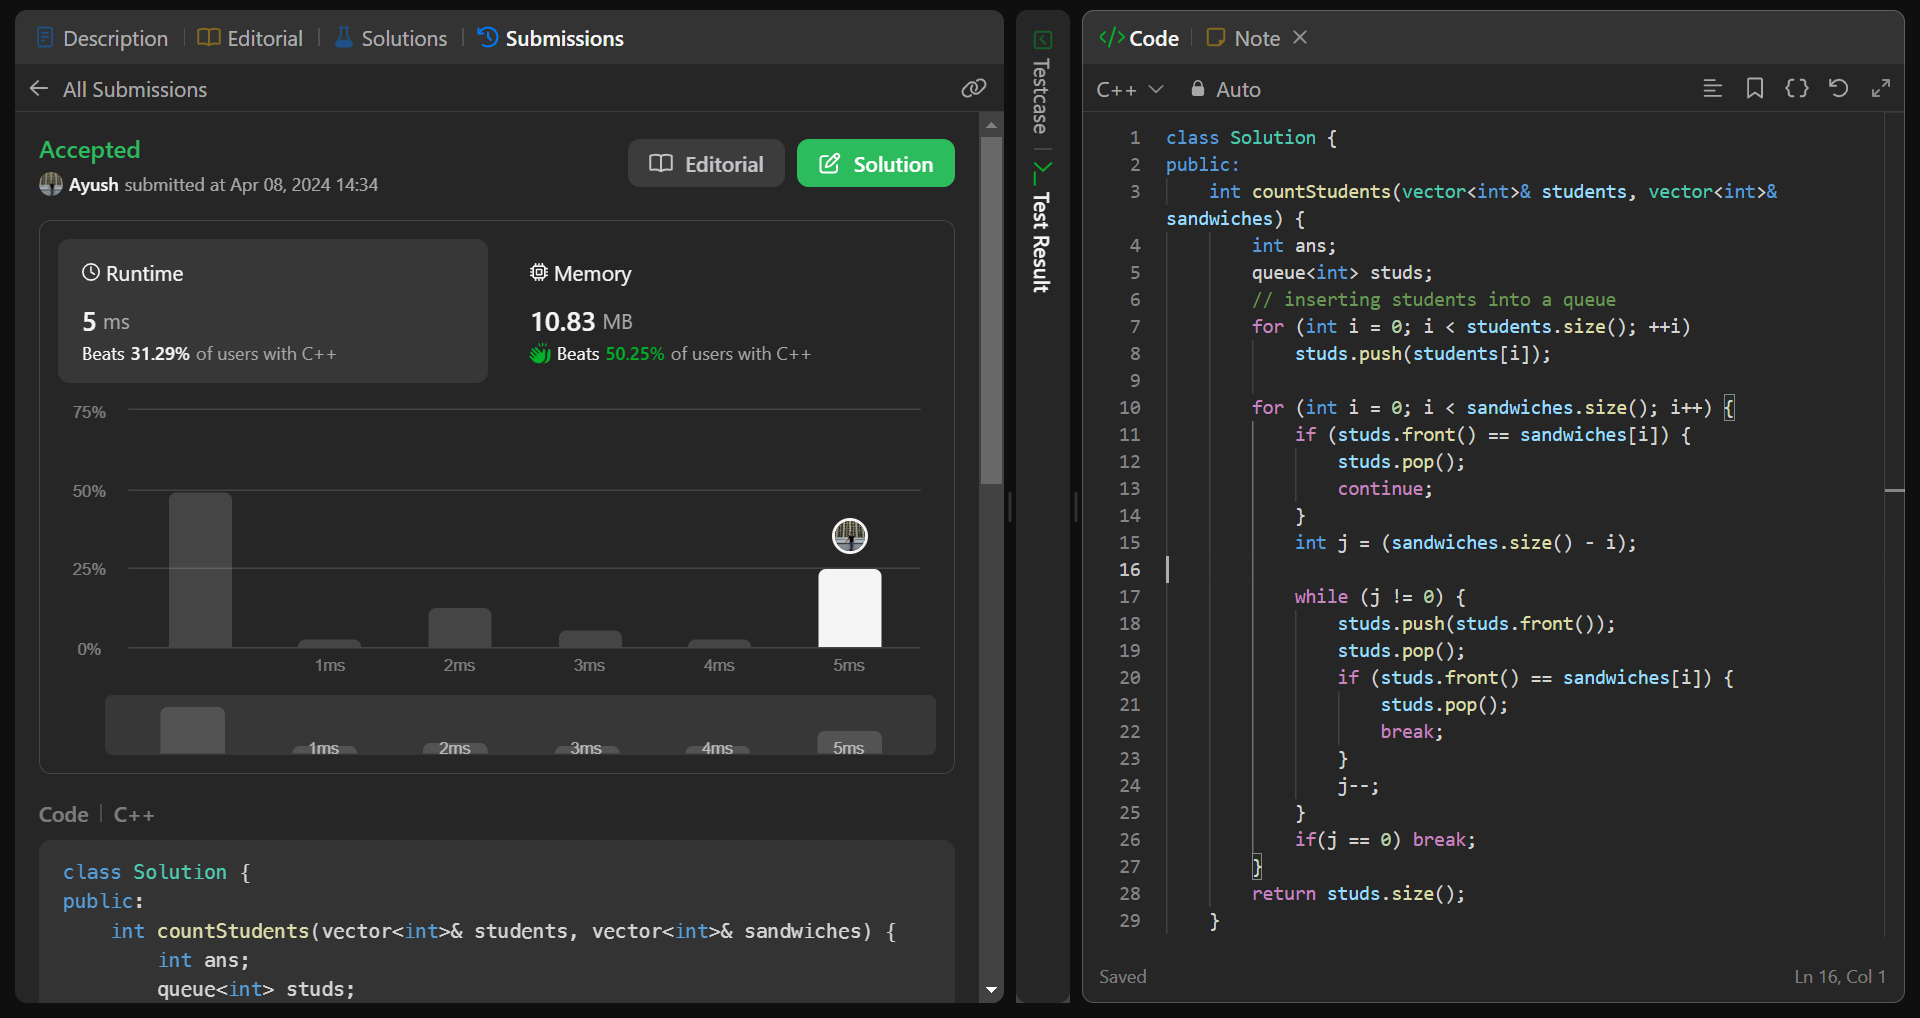 Description
Editorial
Solutions
Submissions
All Submissions
Accepted
Ayush submitted at Apr 08, 2024 14:34
Editorial
Solution
Runtime
5 ms
Beats 31.29% of users with C++
Memory
10.83 MB
Beats 50.25% of users with C++
75%
50%
25%
0%
1ms 2ms 3ms 4ms 5ms
1ms 2ms 3ms 4ms 5ms
Code | C++
class Solution {
public:
    int countStudents(vector<int>& students, vector<int>& sandwiches) {
        int ans;
        queue<int> studs;
Testcase
Test Result
Code
Note
C++
Auto
1 class Solution {
2 public:
3     int countStudents(vector<int>& students, vector<int>&
sandwiches) {
4         int ans;
5         queue<int> studs;
6         // inserting students into a queue
7         for (int i = 0; i < students.size(); ++i)
8             studs.push(students[i]);
9
10         for (int i = 0; i < sandwiches.size(); i++) {
11             if (studs.front() == sandwiches[i]) {
12                 studs.pop();
13                 continue;
14             }
15             int j = (sandwiches.size() - i);
16
17             while (j != 0) {
18                 studs.push(studs.front());
19                 studs.pop();
20                 if (studs.front() == sandwiches[i]) {
21                     studs.pop();
22                     break;
23                 }
24                 j--;
25             }
26             if(j == 0) break;
27         }
28         return studs.size();
29     }
Saved
Ln 16, Col 1